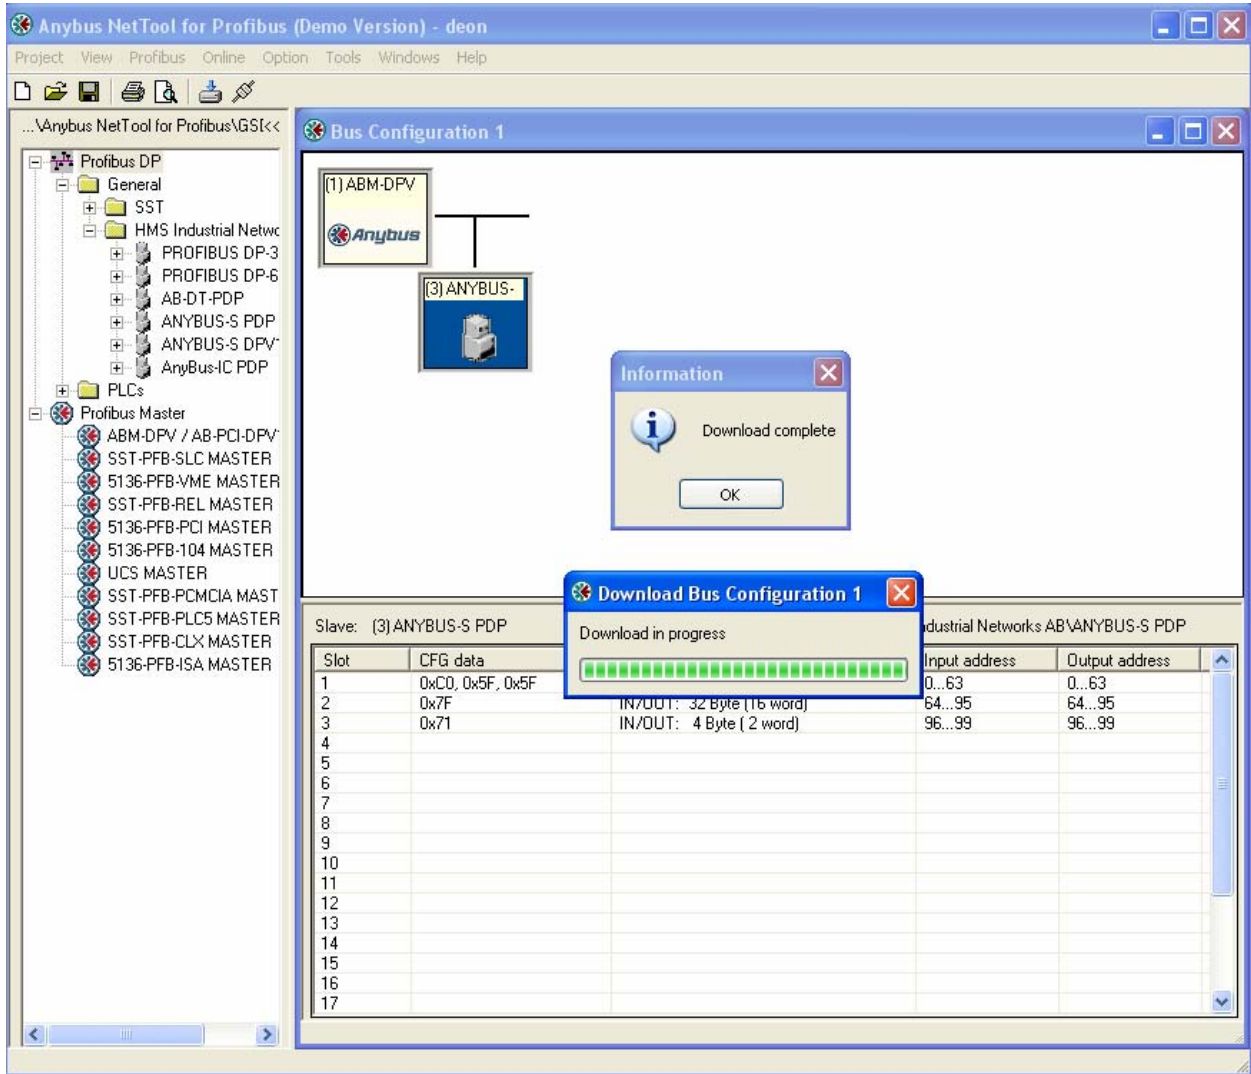 Anybus NetTool for Profibus (Demo Version) - deon
Project View Profibus Online Option Tools Windows Help
...\Anybus NetTool for Profibus\GS[<<
Profibus DP
General
SST
HMS Industrial Netwo
PROFIBUS DP-3
PROFIBUS DP-6
AB-DT-PDP
ANYBUS-S PDP
ANYBUS-S DPV
AnyBus-IC PDP
PLCs
Profibus Master
ABM-DPV / AB-PCI-DPV
SST-PFB-SLC MASTER
5136-PFB-VME MASTER
SST-PFB-REL MASTER
5136-PFB-PCI MASTER
5136-PFB-104 MASTER
UCS MASTER
SST-PFB-PCMCIA MAST
SST-PFB-PLC5 MASTER
SST-PFB-CLX MASTER
5136-PFB-ISA MASTER
Bus Configuration 1
(1) ABM-DPV
Anybus
(3) ANYBUS-
Information
Download complete
OK
Download Bus Configuration 1
Download in progress
Slave: (3) ANYBUS-S PDP dustrial Networks AB\ANYBUS-S PDP
Slot CFG data Input address Output address
1 0xC0, 0x5F, 0x5F 0...63 0...63
2 0x7F IN/OUT: 32 Byte (16 word) 64...95 64...95
3 0x71 IN/OUT: 4 Byte ( 2 word) 96...99 96...99
4
5
6
7
8
9
10
11
12
13
14
15
16
17